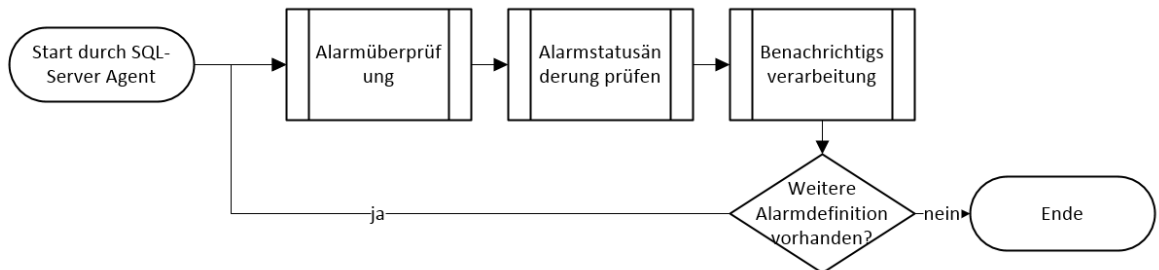 Start durch SQL-
Server Agent
Alarmüberprüf
ung
Alarmstatusän
derung prüfen
Benachrichtigs
verarbeitung
Weitere
Alarmdefinition
vorhanden?
ja
nein
Ende